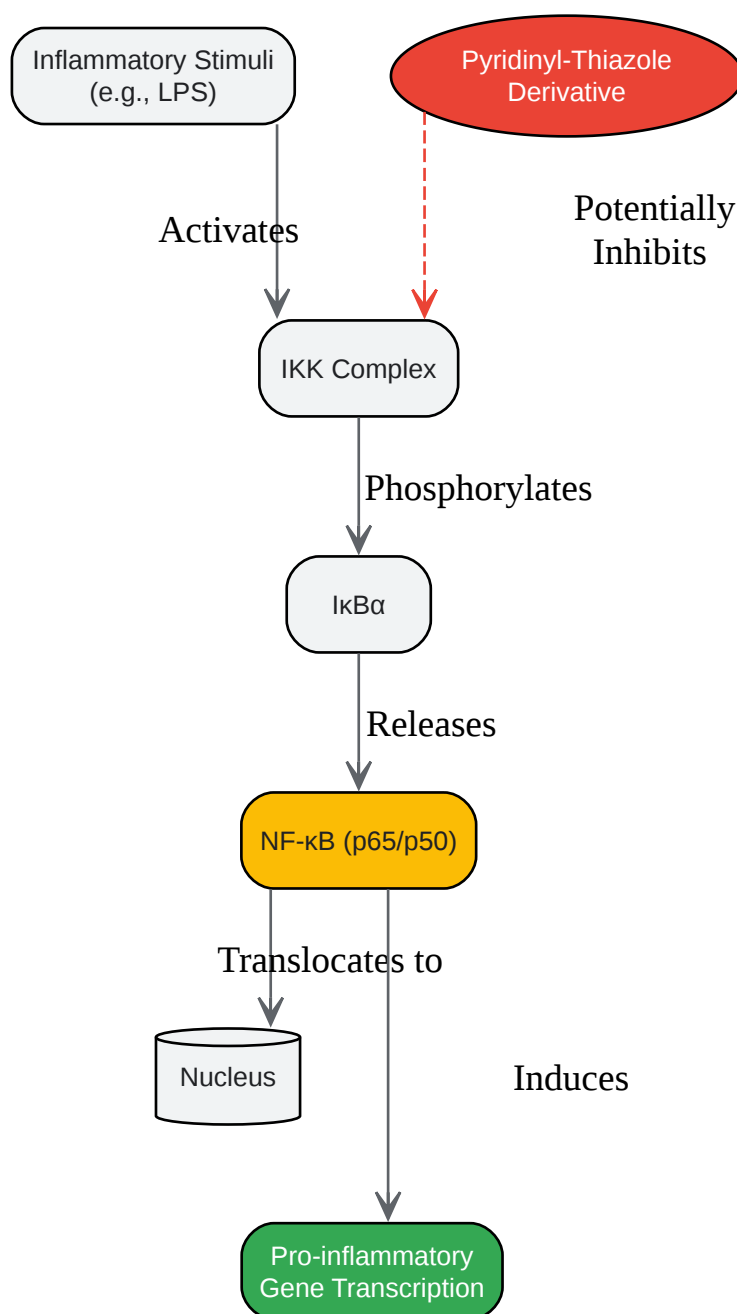 Inflammatory Stimuli
(e.g., LPS)
Pyridinyl-Thiazole
Derivative
Activates
Potentially
Inhibits
IKK Complex
Phosphorylates
IκBα
Releases
NF-κB (p65/p50)
Translocates to
Nucleus
Induces
Pro-inflammatory
Gene Transcription